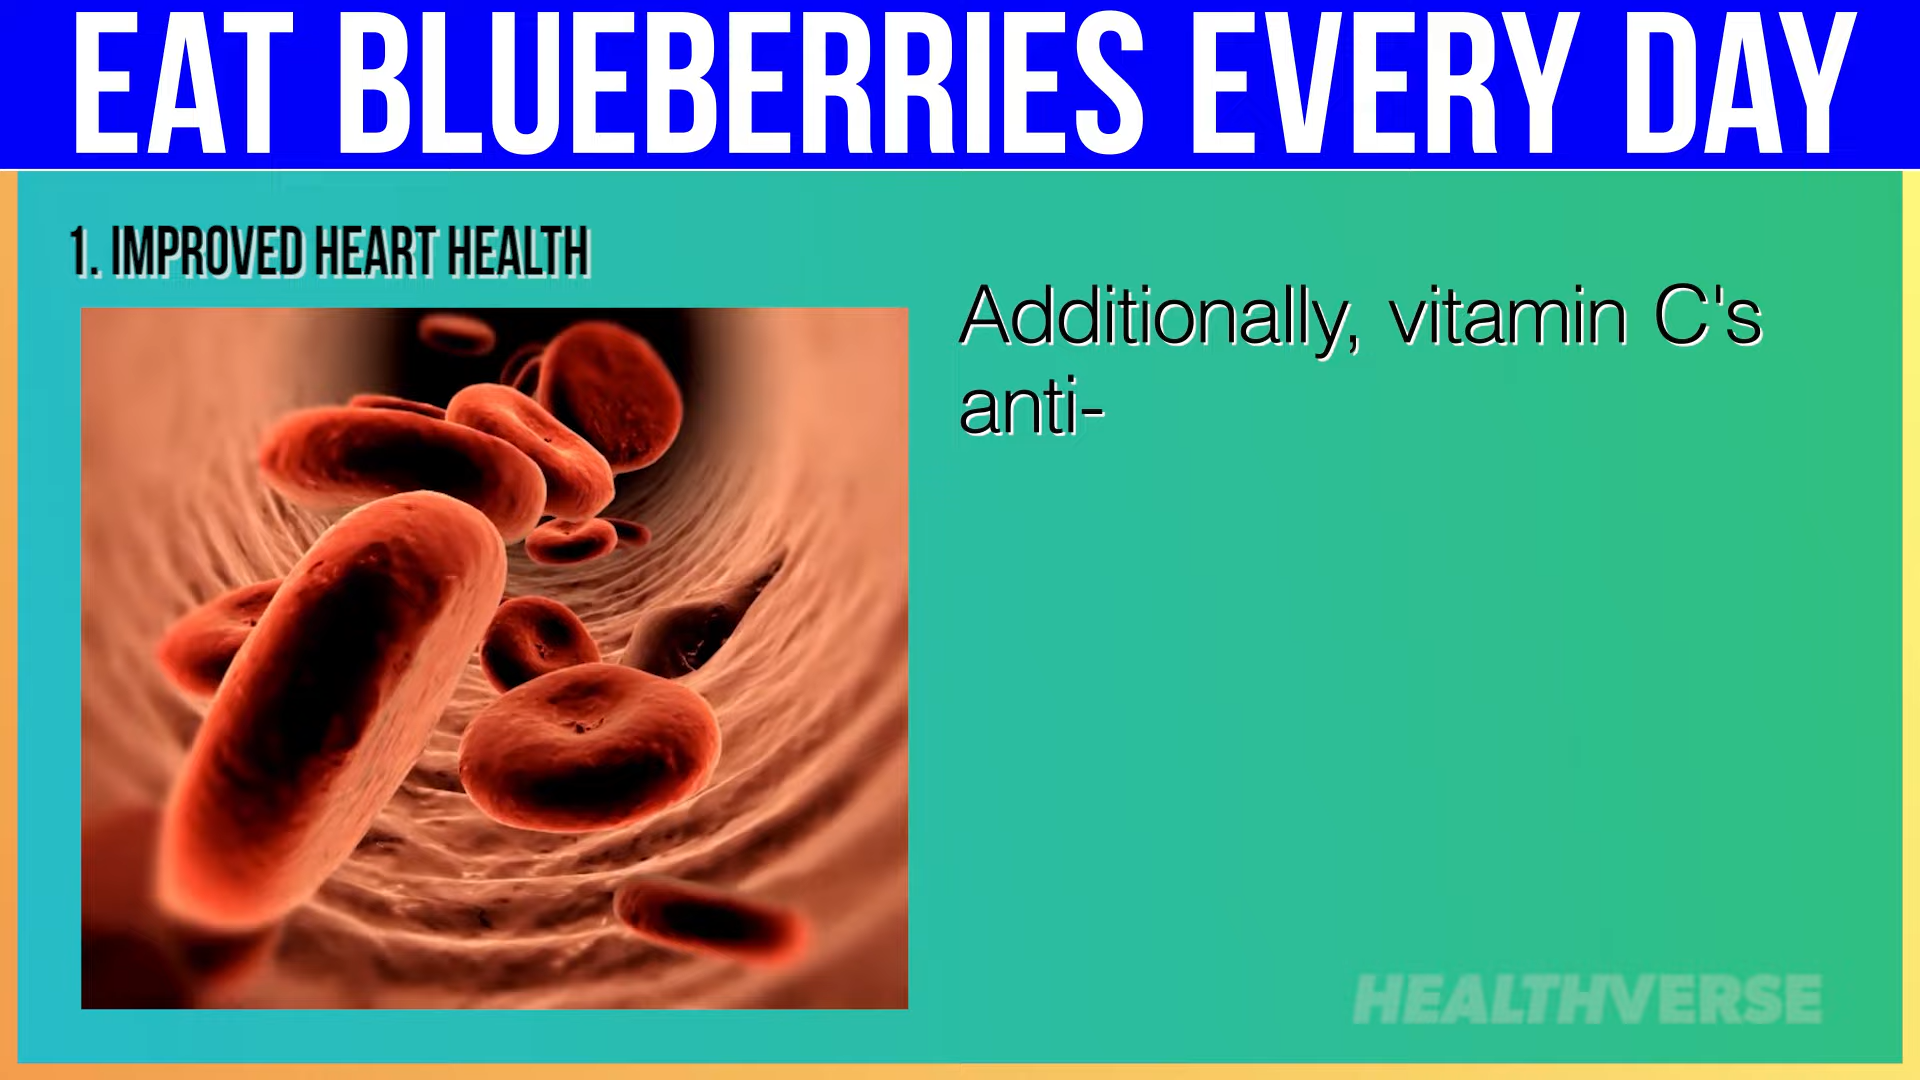 EAT BLUEBERRIES EVERY DAY
1. IMPROVED HEART HEALTH
Additionally, vitamin C's
anti-
HEALTHVERSE